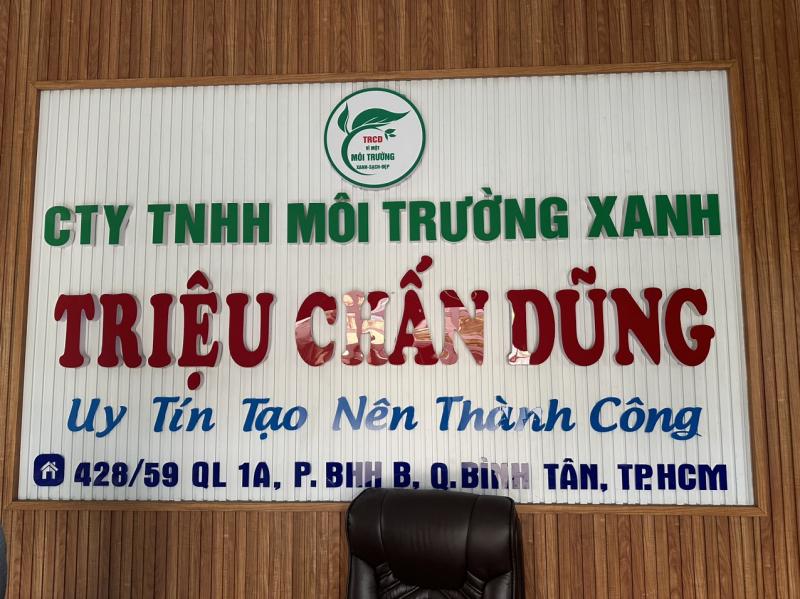 TRCD
VÌ MỘT
MÔI TRƯỜNG
XANH-SẠCH-ĐẸP
CTY TNHH MÔI TRƯỜNG XANH
TRIỆU CHẤN DŨNG
Uy Tín Tạo Nên Thành Công
428/59 QL 1A, P. BHH B, Q.BÌNH TÂN, TP.HCM